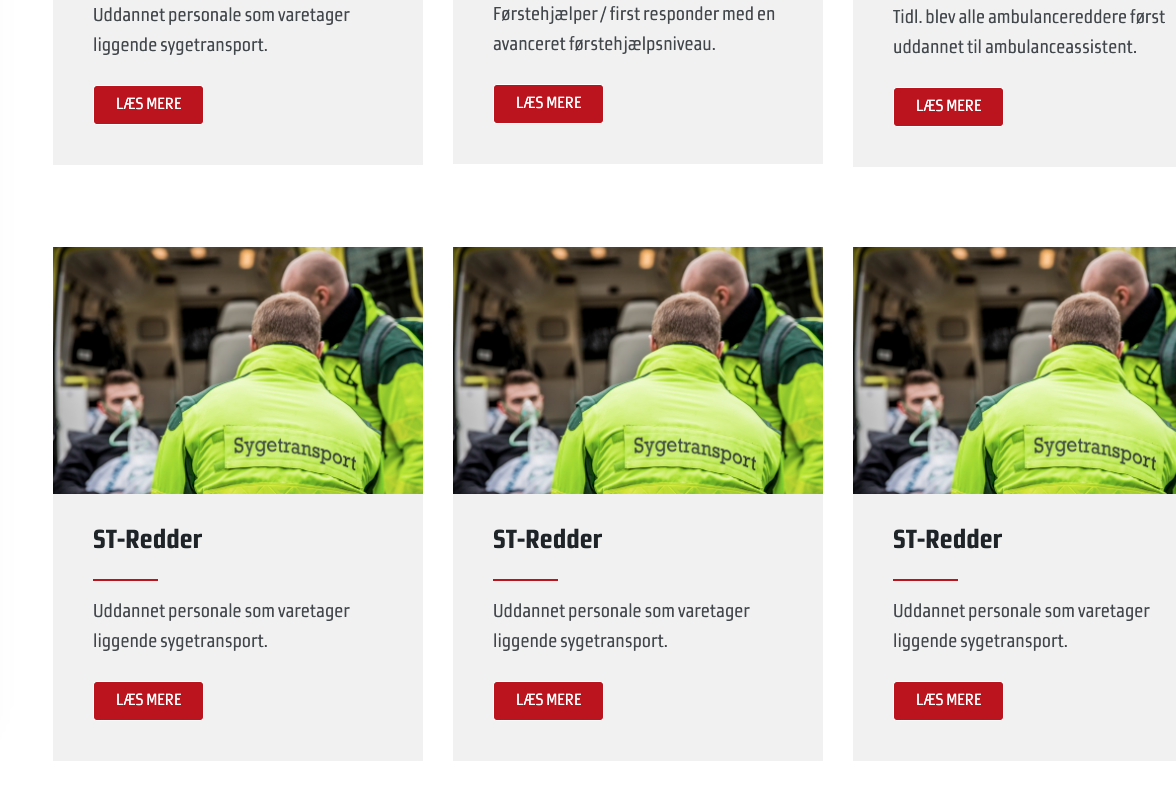 Uddannet personale som varetager
liggende sygetransport.
LÆS MERE
Førstehjælper / first responder med en
avanceret førstehjælpsniveau.
LÆS MERE
Tidl. blev alle ambulancereddere først
uddannet til ambulanceassistent.
LÆS MERE
Sygetransport
ST-Redder
Uddannet personale som varetager
liggende sygetransport.
LÆS MERE
Sygetransport
ST-Redder
Uddannet personale som varetager
liggende sygetransport.
LÆS MERE
Sygetransport
ST-Redder
Uddannet personale som varetager
liggende sygetransport.
LÆS MERE